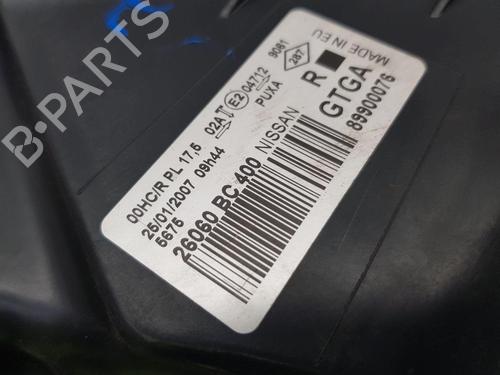 B-PARTS
00HC/R PL 17,5 02A E2 04712 9081
25/01/2007 09h44 PUXA 287
5675 R
26060 BC400 NISSAN GTGA
89900076
MADE IN EU